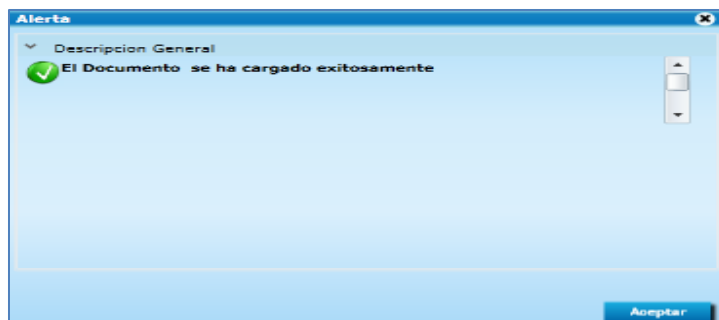 Alerta
Descripcion General
El Documento se ha cargado exitosamente
Aceptar